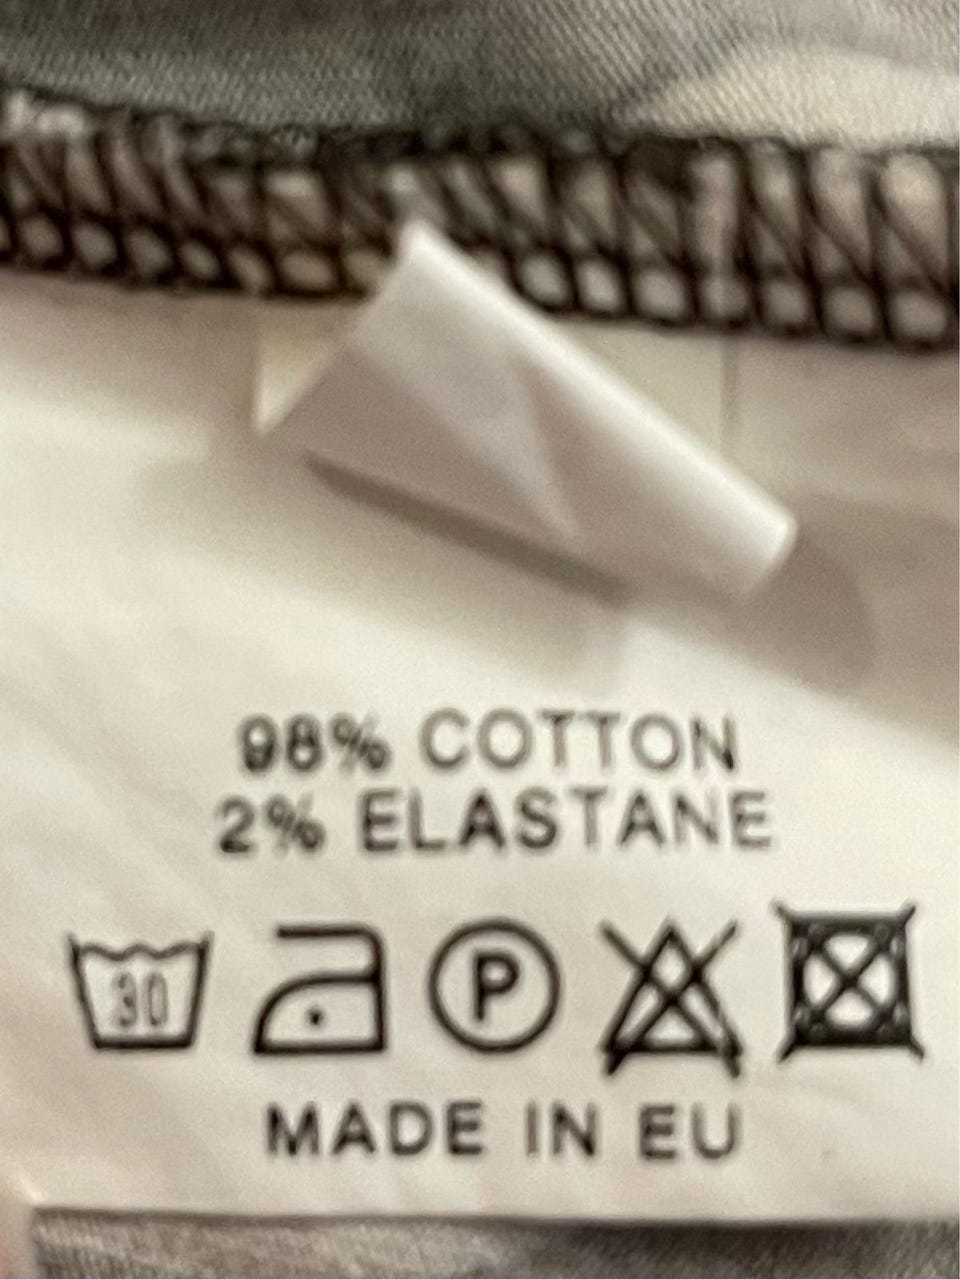 98% COTTON
2% ELASTANE
30 P
MADE IN EU